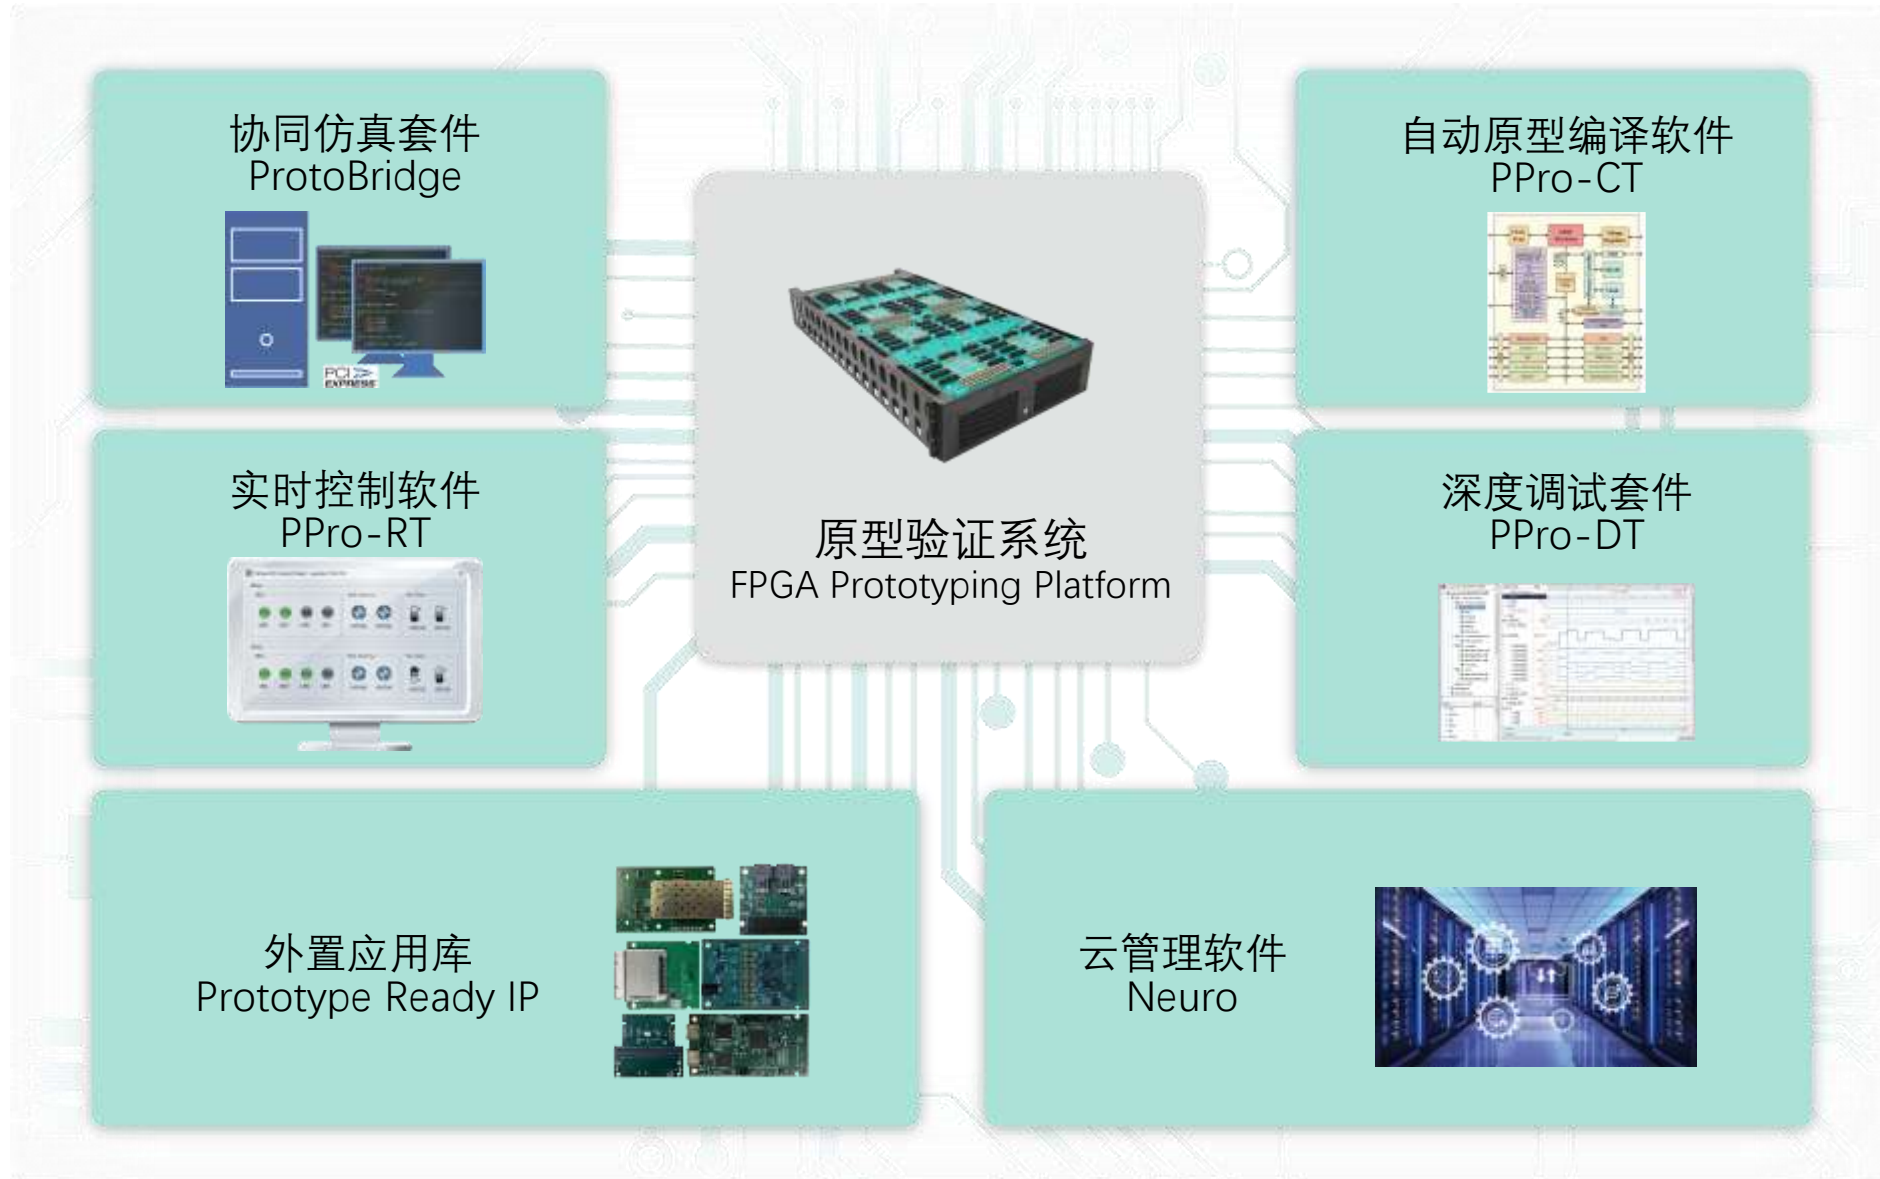 协同仿真套件
ProtoBridge
PCI
EXPRESS
实时控制软件
PPro-RT
原型验证系统
FPGA Prototyping Platform
自动原型编译软件
PPro-CT
深度调试套件
PPro-DT
外置应用库
Prototype Ready IP
云管理软件
Neuro